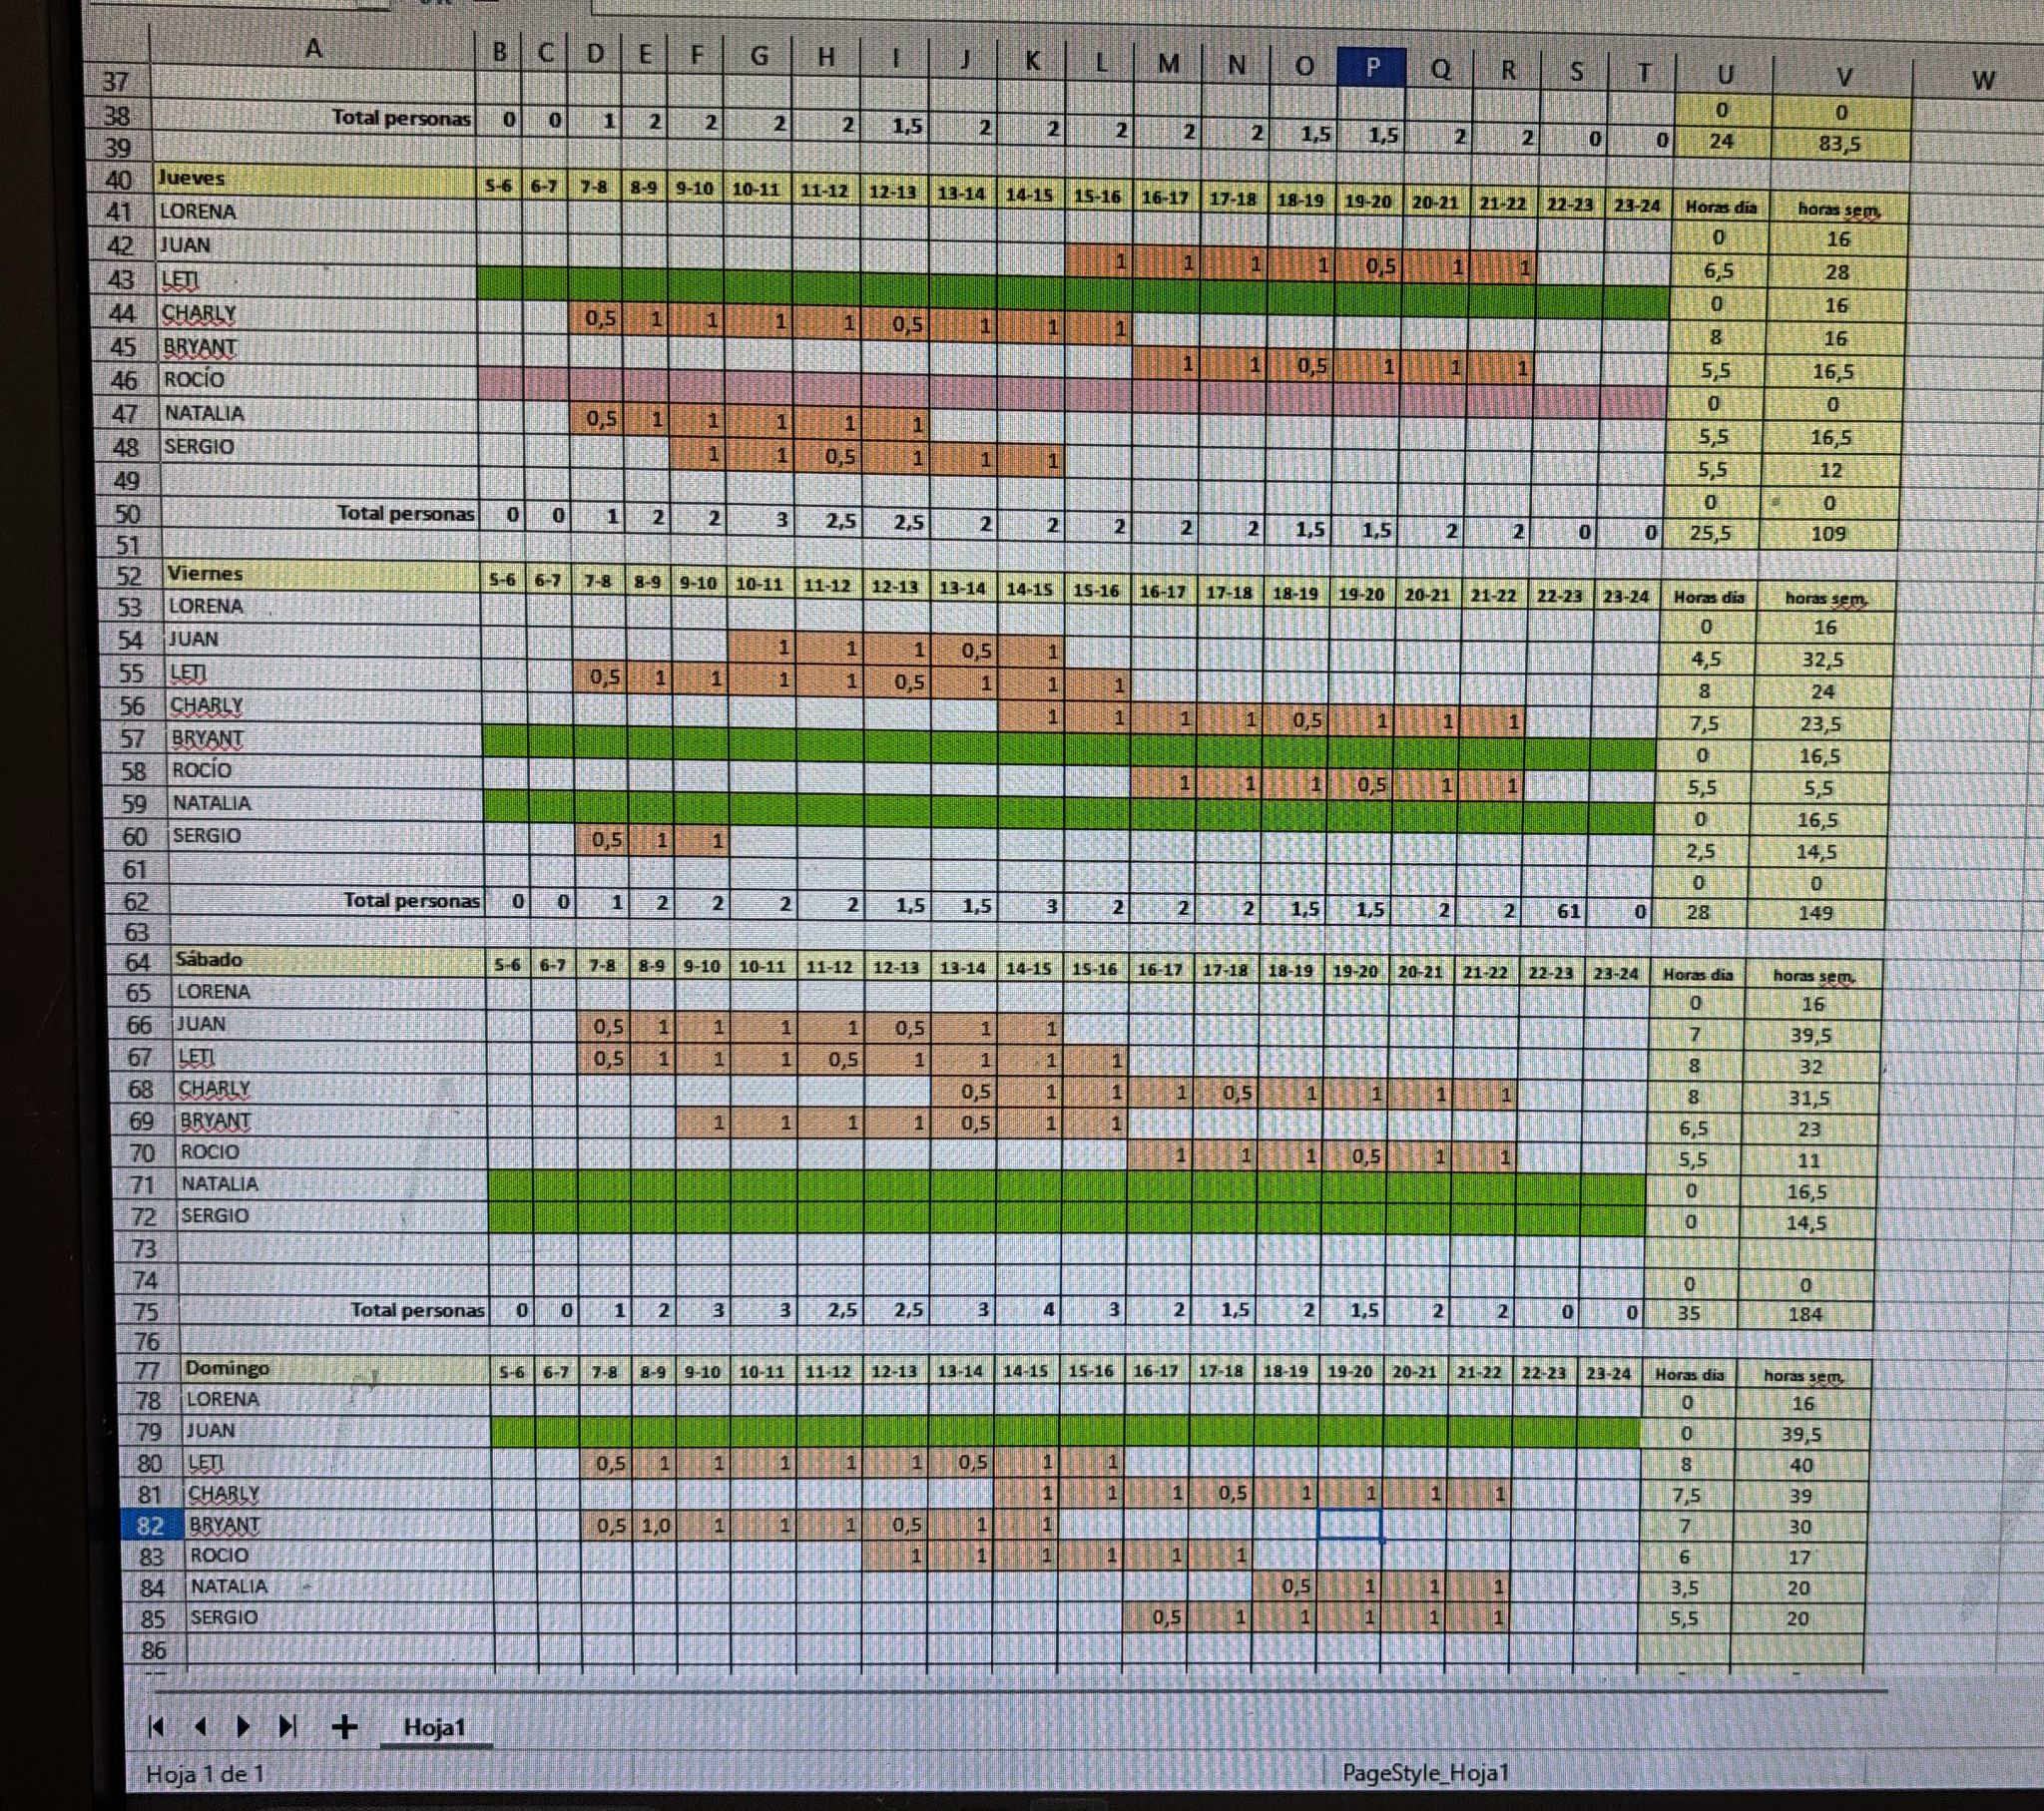 A B C D E F G H I J K L M N O P Q R S T U V W
37 0 0
38 Total personas 0 0 1 2 2 2 2 1,5 2 2 2 2 2 1,5 1,5 2 2 0 0 24 83,5
39
40 Jueves 5-6 6-7 7-8 8-9 9-10 10-11 11-12 12-13 13-14 14-15 15-16 16-17 17-18 18-19 19-20 20-21 21-22 22-23 23-24 Horas día horas sem,
41 LORENA 0 16
42 JUAN 1 1 1 1 0,5 1 1 6,5 28
43 LETI 0 16
44 CHARLY 0,5 1 1 1 1 0,5 1 1 1 8 16
45 BRYANT 1 1 0,5 1 1 1 5,5 16,5
46 ROCÍO 0 0
47 NATALIA 0,5 1 1 1 1 1 5,5 16,5
48 SERGIO 1 1 0,5 1 1 1 5,5 12
49 0 0
50 Total personas 0 0 1 2 2 3 2,5 2,5 2 2 2 2 2 1,5 1,5 2 2 0 0 25,5 109
51
52 Viernes 5-6 6-7 7-8 8-9 9-10 10-11 11-12 12-13 13-14 14-15 15-16 16-17 17-18 18-19 19-20 20-21 21-22 22-23 23-24 Horas día horas sem,
53 LORENA 0 16
54 JUAN 1 1 1 0,5 1 4,5 32,5
55 LETI 0,5 1 1 1 1 0,5 1 1 1 8 24
56 CHARLY 1 1 1 1 0,5 1 1 1 7,5 23,5
57 BRYANT 0 16,5
58 ROCÍO 1 1 1 0,5 1 1 5,5 5,5
59 NATALIA 0 16,5
60 SERGIO 0,5 1 1 2,5 14,5
61 0 0
62 Total personas 0 0 1 2 2 2 2 1,5 1,5 3 2 2 2 1,5 1,5 2 2 61 0 28 149
63
64 Sábado 5-6 6-7 7-8 8-9 9-10 10-11 11-12 12-13 13-14 14-15 15-16 16-17 17-18 18-19 19-20 20-21 21-22 22-23 23-24 Horas día horas sem,
65 LORENA 0 16
66 JUAN 0,5 1 1 1 1 0,5 1 1 7 39,5
67 LETI 0,5 1 1 1 0,5 1 1 1 1 8 32
68 CHARLY 0,5 1 1 1 0,5 1 1 1 1 8 31,5
69 BRYANT 1 1 1 1 0,5 1 1 6,5 23
70 ROCIO 1 1 1 0,5 1 1 5,5 11
71 NATALIA 0 16,5
72 SERGIO 0 14,5
73
74 0 0
75 Total personas 0 0 1 2 3 3 2,5 2,5 3 4 3 2 1,5 2 1,5 2 2 0 0 35 184
76
77 Domingo 5-6 6-7 7-8 8-9 9-10 10-11 11-12 12-13 13-14 14-15 15-16 16-17 17-18 18-19 19-20 20-21 21-22 22-23 23-24 Horas día horas sem,
78 LORENA 0 16
79 JUAN 0 39,5
80 LETI 0,5 1 1 1 1 1 0,5 1 1 8 40
81 CHARLY 1 1 1 0,5 1 1 1 1 7,5 39
82 BRYANT 0,5 1,0 1 1 1 0,5 1 1 7 30
83 ROCIO 1 1 1 1 1 1 6 17
84 NATALIA 0,5 1 1 1 3,5 20
85 SERGIO 0,5 1 1 1 1 1 5,5 20
86
Hoja1
Hoja 1 de 1 PageStyle_Hoja1